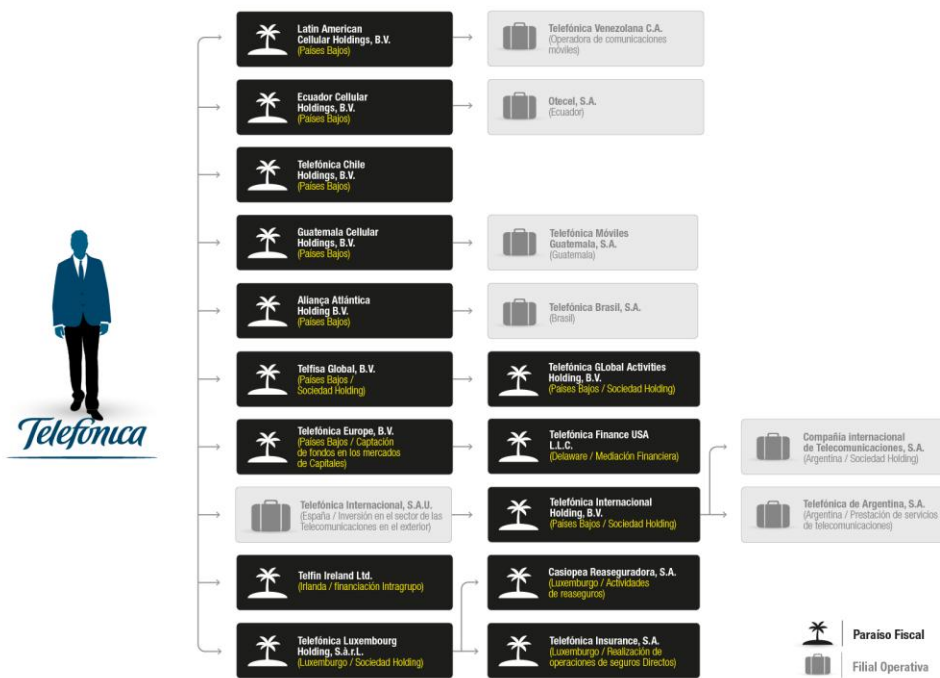 Latin American
Cellular Holdings, B.V.
(Países Bajos)
Telefónica Venezolana C.A.
(Operadora de comunicaciones
móviles)
Ecuador Cellular
Holdings, B.V.
(Países Bajos)
Otecel, S.A.
(Ecuador)
Telefónica Chile
Holdings, B.V.
(Países Bajos)
Guatemala Cellular
Holdings, B.V.
(Países Bajos)
Telefónica Móviles
Guatemala, S.A.
(Guatemala)
Aliança Atlántica
Holding B.V.
(Países Bajos)
Telefónica Brasil, S.A.
(Brasil)
Telfisa Global, B.V.
(Países Bajos /
Sociedad Holding)
Telefónica GLobal Activities
Holding, B.V.
(Países Bajos / Sociedad Holding)
Telefónica
Telefónica Europe, B.V.
(Países Bajos / Captación
de fondos en los mercados
de Capitales)
Telefónica Finance USA
L.L.C.
(Delaware / Mediación Financiera)
Compañía internacional
de Telecomunicaciones, S.A.
(Argentina / Sociedad Holding)
Telefónica Internacional, S.A.U.
(España / Inversión en el sector de las
Telecomunicaciones en el exterior)
Telefónica Internacional
Holding, B.V.
(Países Bajos / Sociedad Holding)
Telefónica de Argentina, S.A.
(Argentina / Prestación de servicios
de telecomunicaciones)
Telfin Ireland Ltd.
(Irlanda / financiación Intragrupo)
Casiopea Reaseguradora, S.A.
(Luxemburgo / Actividades
de reaseguros)
Telefónica Luxembourg
Holding, S.à.r.L.
(Luxemburgo / Sociedad Holding)
Telefónica Insurance, S.A.
(Luxemburgo / Realización de
operaciones de seguros Directos)
Paraíso Fiscal
Filial Operativa